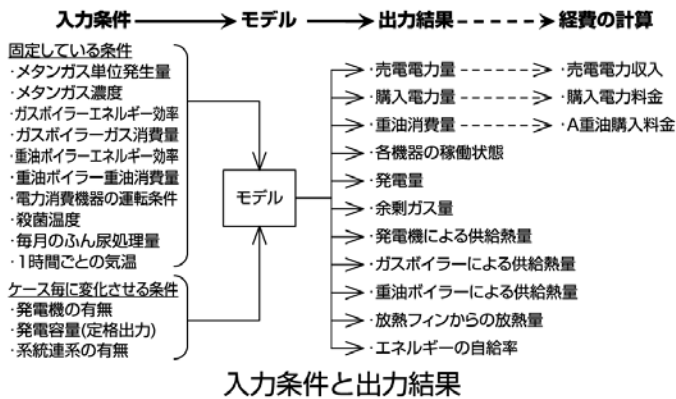 入力条件 モデル 出力結果 経費の計算
固定している条件
・メタンガス単位発生量
・メタンガス濃度
・ガスボイラーエネルギー効率
・ガスボイラーガス消費量
・重油ボイラーエネルギー効率
・重油ボイラー重油消費量
・電力消費機器の運転条件
・殺菌温度
・毎月のふん尿処理量
・1時間ごとの気温
ケース毎に変化させる条件
・発電機の有無
・発電容量(定格出力)
・系統連系の有無
モデル
・売電電力量 ・売電電力収入
・購入電力量 ・購入電力料金
・重油消費量 ・A重油購入料金
・各機器の稼働状態
・発電量
・余剰ガス量
・発電機による供給熱量
・ガスボイラーによる供給熱量
・重油ボイラーによる供給熱量
・放熱フィンからの放熱量
・エネルギーの自給率
入力条件と出力結果